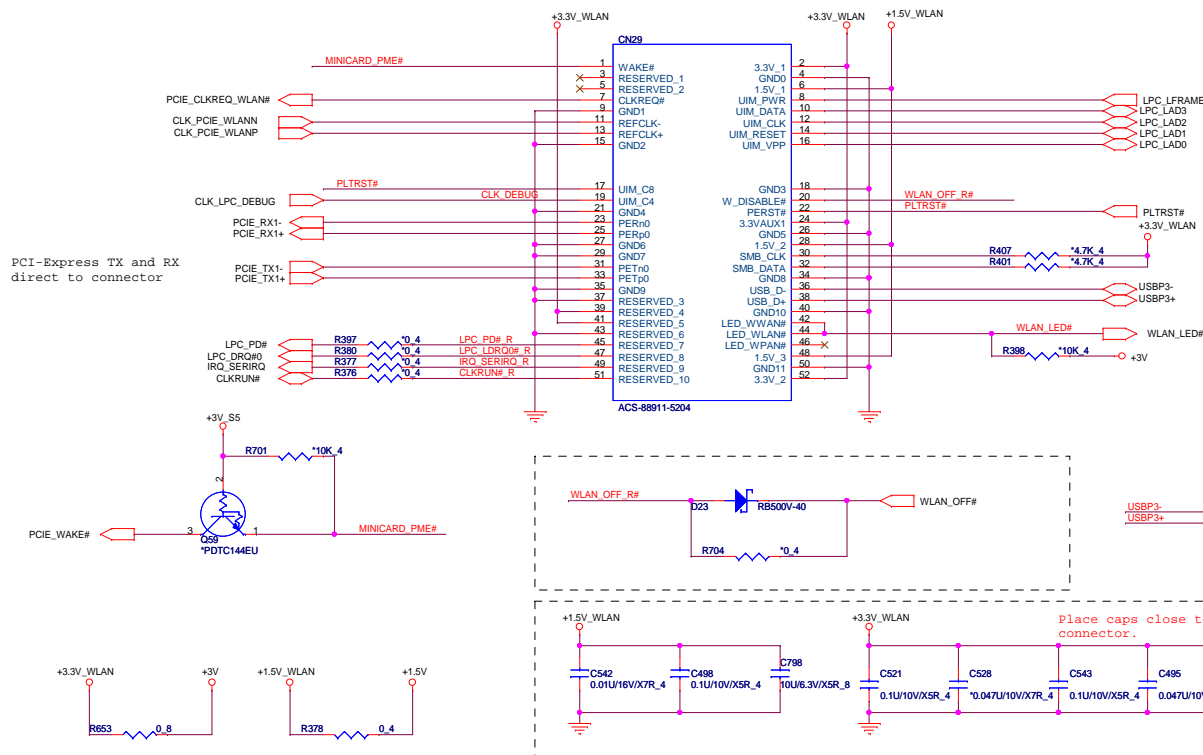 +3.3V_WLAN
+3.3V_WLAN
+1.5V_WLAN
CN29
MINICARD_PME#
1 WAKE# 3.3V_1 2
3 RESERVED_1 GND0 4
5 RESERVED_2 1.5V_1 6
PCIE_CLKREQ_WLAN# 7 CLKREQ# UIM_PWR 8 LPC_LFRAME
9 GND1 UIM_DATA 10 LPC_LAD3
CLK_PCIE_WLANN 11 REFCLK- UIM_CLK 12 LPC_LAD2
CLK_PCIE_WLANP 13 REFCLK+ UIM_RESET 14 LPC_LAD1
15 GND2 UIM_VPP 16 LPC_LAD0
PLTRST# 17 UIM_C8 GND3 18
CLK_LPC_DEBUG CLK_DEBUG 19 UIM_C4 W_DISABLE# 20 WLAN_OFF_R#
21 GND4 PERST# 22 PLTRST# PLTRST#
PCIE_RX1- 23 PERn0 3.3VAUX1 24
PCIE_RX1+ 25 PERp0 GND5 26 +3.3V_WLAN
27 GND6 1.5V_2 28
29 GND7 SMB_CLK 30 R407 *4.7K_4
PCI-Express TX and RX
direct to connector
PCIE_TX1- 31 PETn0 SMB_DATA 32 R401 *4.7K_4
PCIE_TX1+ 33 PETp0 GND8 34
35 GND9 USB_D- 36 USBP3-
37 RESERVED_3 USB_D+ 38 USBP3+
39 RESERVED_4 GND10 40
41 RESERVED_5 LED_WWAN# 42
43 RESERVED_6 LED_WLAN# 44 WLAN_LED# WLAN_LED#
LPC_PD# R397 *0_4 LPC_PD#_R 45 RESERVED_7 LED_WPAN# 46
LPC_DRQ#0 R380 *0_4 LPC_LDRQ0#_R 47 RESERVED_8 1.5V_3 48 R398 *10K_4 +3V
IRQ_SERIRQ R377 *0_4 IRQ_SERIRQ_R 49 RESERVED_9 GND11 50
CLKRUN# R376 *0_4 CLKRUN#_R 51 RESERVED_10 3.3V_2 52
ACS-88911-5204
+3V_S5
R701 *10K_4
2
PCIE_WAKE# 3 1 MINICARD_PME#
Q59
*PDTC144EU
WLAN_OFF_R# D23 RB500V-40 WLAN_OFF#
R704 *0_4
USBP3-
USBP3+
+1.5V_WLAN
+3.3V_WLAN
Place caps close t
connector.
C542
0.01U/16V/X7R_4
C498
0.1U/10V/X5R_4
C798
10U/6.3V/X5R_8
C521
0.1U/10V/X5R_4
C528
*0.047U/10V/X7R_4
C543
0.1U/10V/X5R_4
C495
0.047U/10V
+3.3V_WLAN +3V
R653 0_8
+1.5V_WLAN +1.5V
R378 0_4